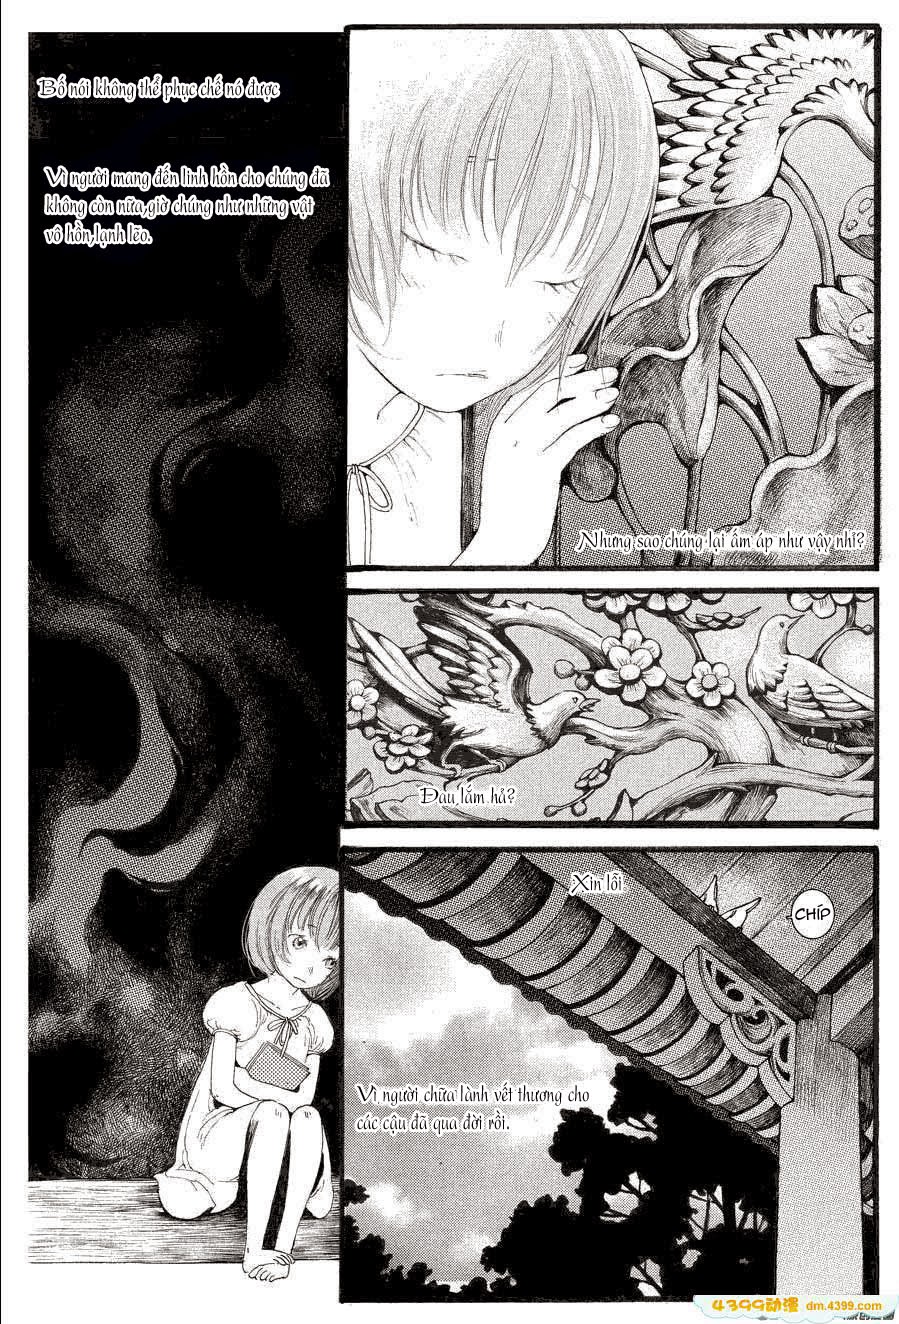 Bố nói không thể phục chế nó được
Vì người mang đến linh hồn cho chúng đã
không còn nữa,giờ chúng như những vật
vô hồn,lạnh lẽo.
Nhưng sao chúng lại ấm áp như vậy nhỉ?
Đau lắm hả?
Xin lỗi
CHÍP
Vì người chữa lành vết thương cho
các cậu đã qua đời rồi.
4399动漫 dm.4399.com